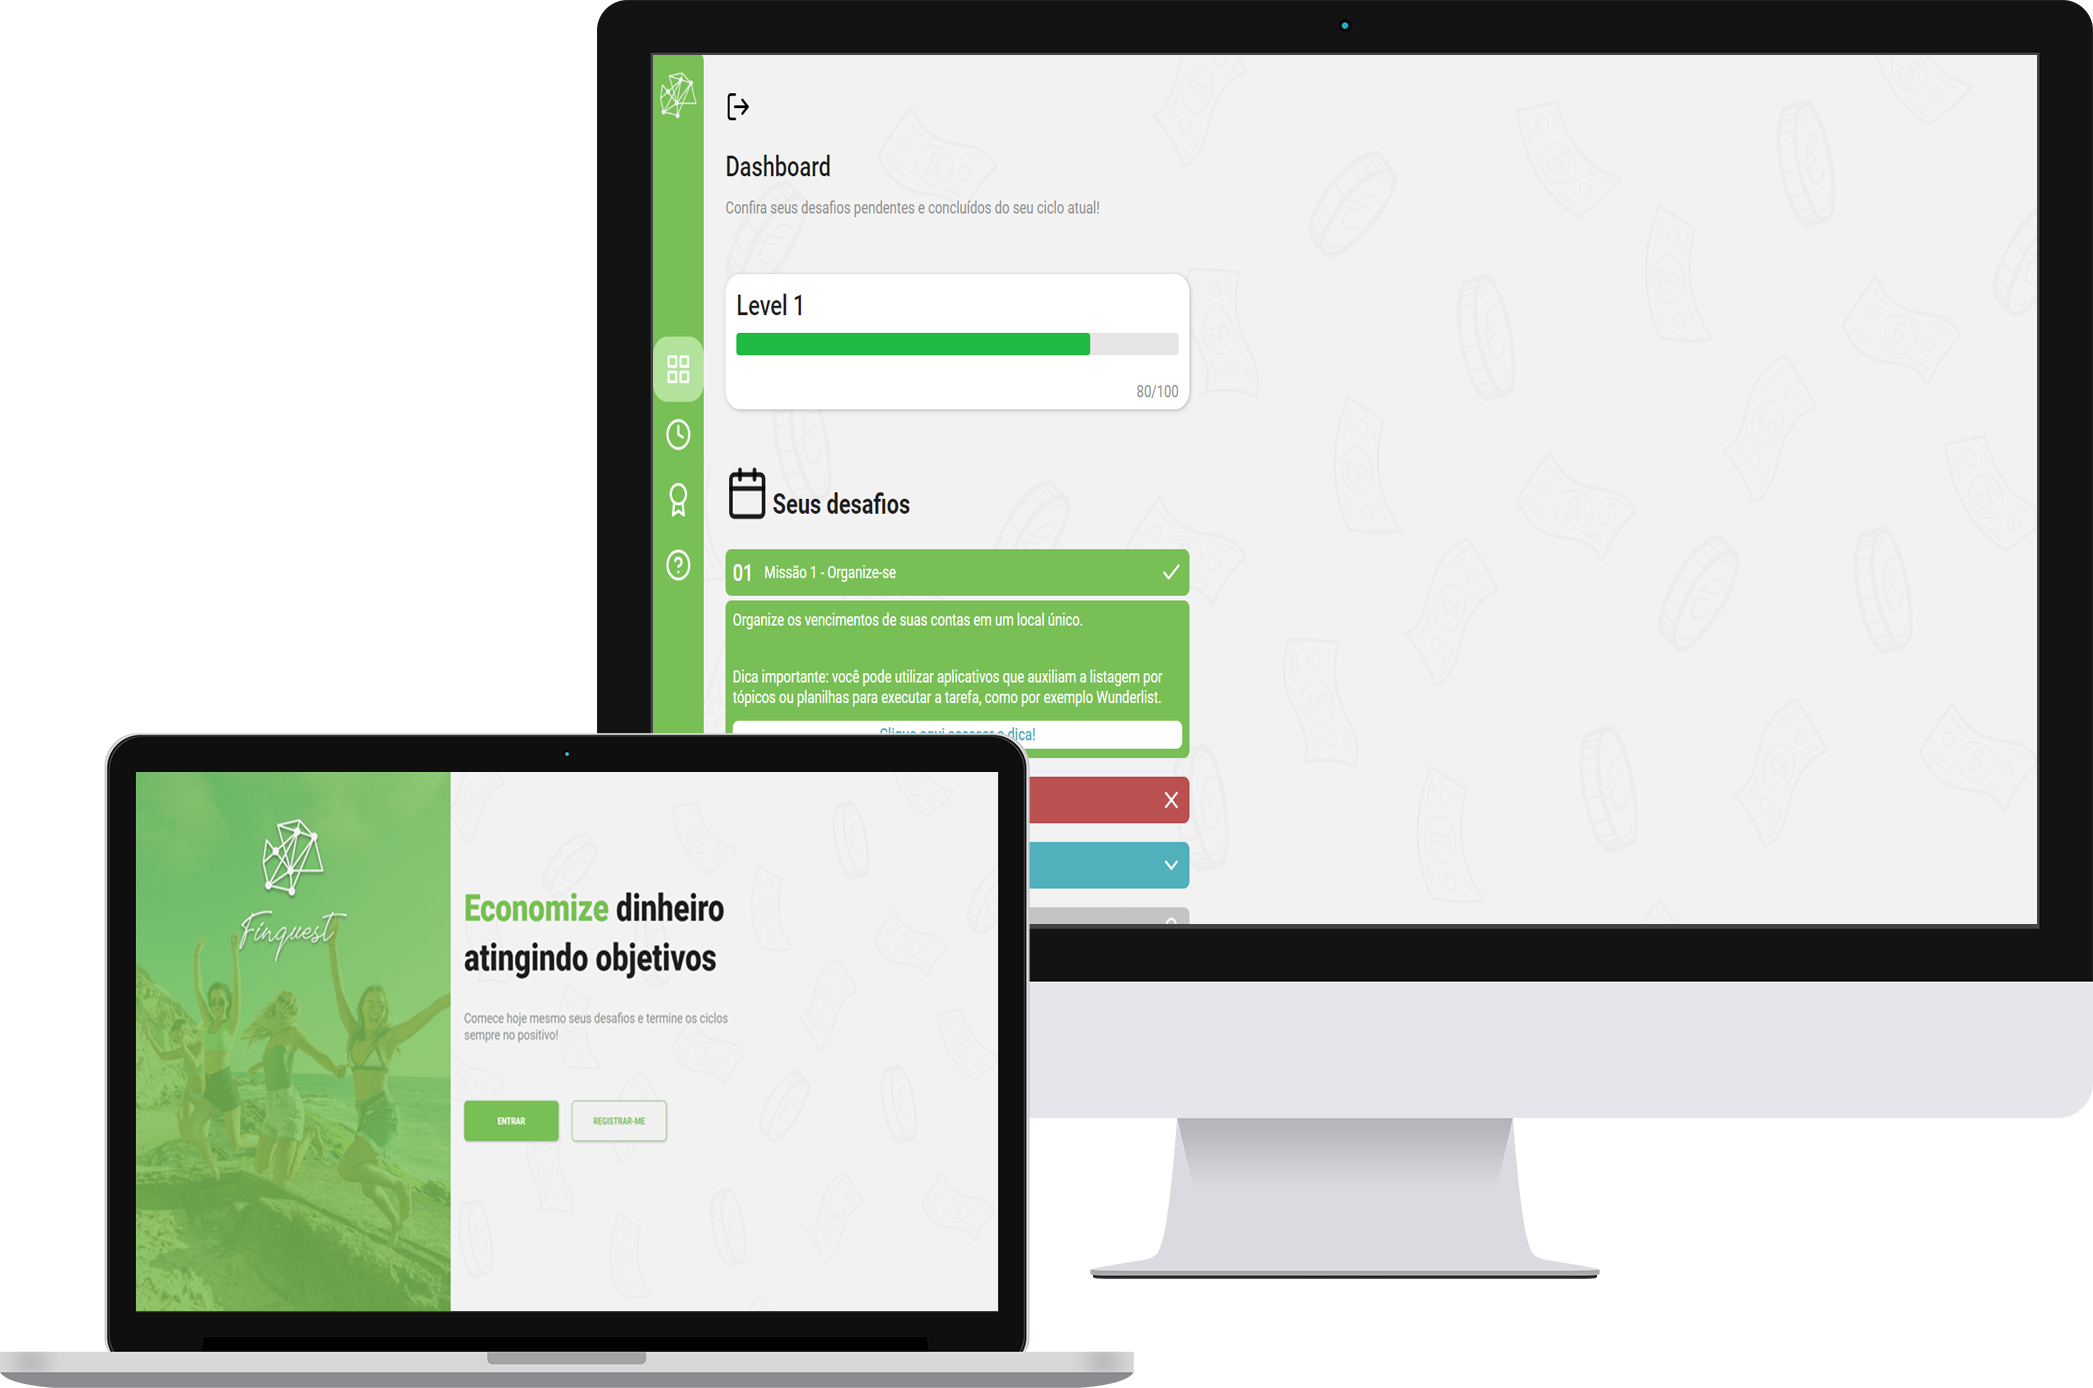 Dashboard
Confira seus desafios pendentes e concluídos do seu ciclo atual!
Level 1
80/100
Seus desafios
01 Missão 1 - Organize-se
Organize os vencimentos de suas contas em um local único.
Dica importante: você pode utilizar aplicativos que auxiliam a listagem por
tópicos ou planilhas para executar a tarefa, como por exemplo Wunderlist.
dica!
Finquest
Economize dinheiro
atingindo objetivos
Comece hoje mesmo seus desafios e termine os ciclos
sempre no positivo!
ENTRAR
REGISTRAR-ME